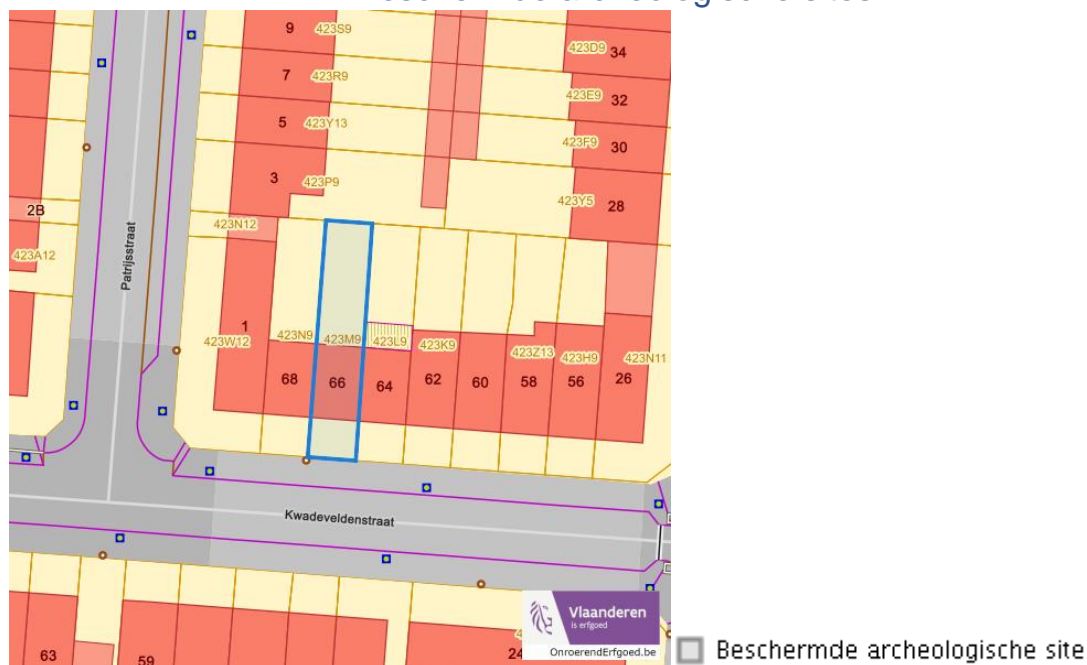 9 423S9
423D9 34
7 423R9
423E9 32
5 423Y13
423F9 30
3 423P9
423Y5 28
2B
423N12
423A12
Patrijsstraat
1
423W12 423N9 423M9 423L9 423K9 423Z13 423H9 423N11
68 66 64 62 60 58 56 26
Kwadeveldenstraat
63 59 24
Vlaanderen
is erfgoed
OnroerendErfgoed.be
Beschermde archeologische site